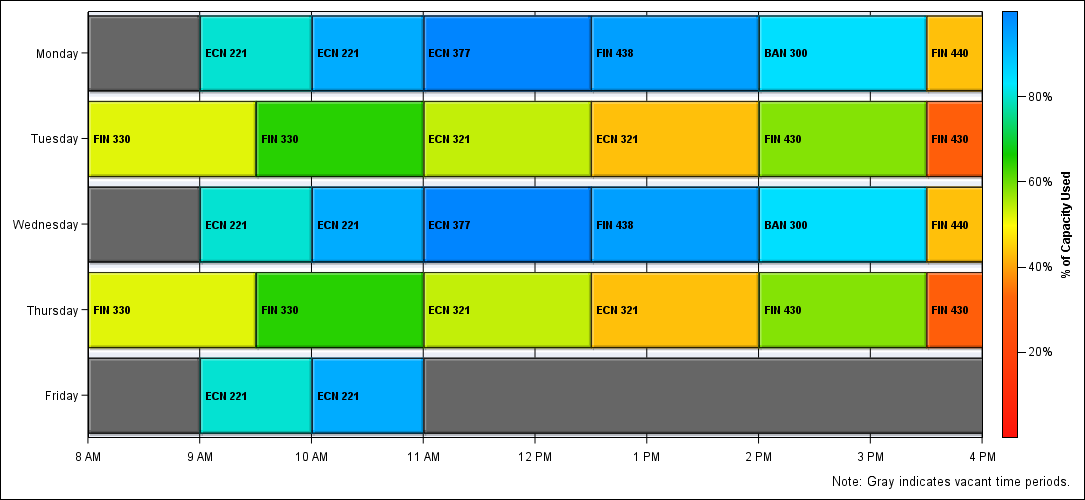 Monday
ECN 221
ECN 221
ECN 377
FIN 438
BAN 300
FIN 440
Tuesday
FIN 330
FIN 330
ECN 321
ECN 321
FIN 430
FIN 430
Wednesday
ECN 221
ECN 221
ECN 377
FIN 438
BAN 300
FIN 440
Thursday
FIN 330
FIN 330
ECN 321
ECN 321
FIN 430
FIN 430
Friday
ECN 221
ECN 221
8 AM
9 AM
10 AM
11 AM
12 PM
1 PM
2 PM
3 PM
4 PM
80%
60%
40%
20%
% of Capacity Used
Note: Gray indicates vacant time periods.